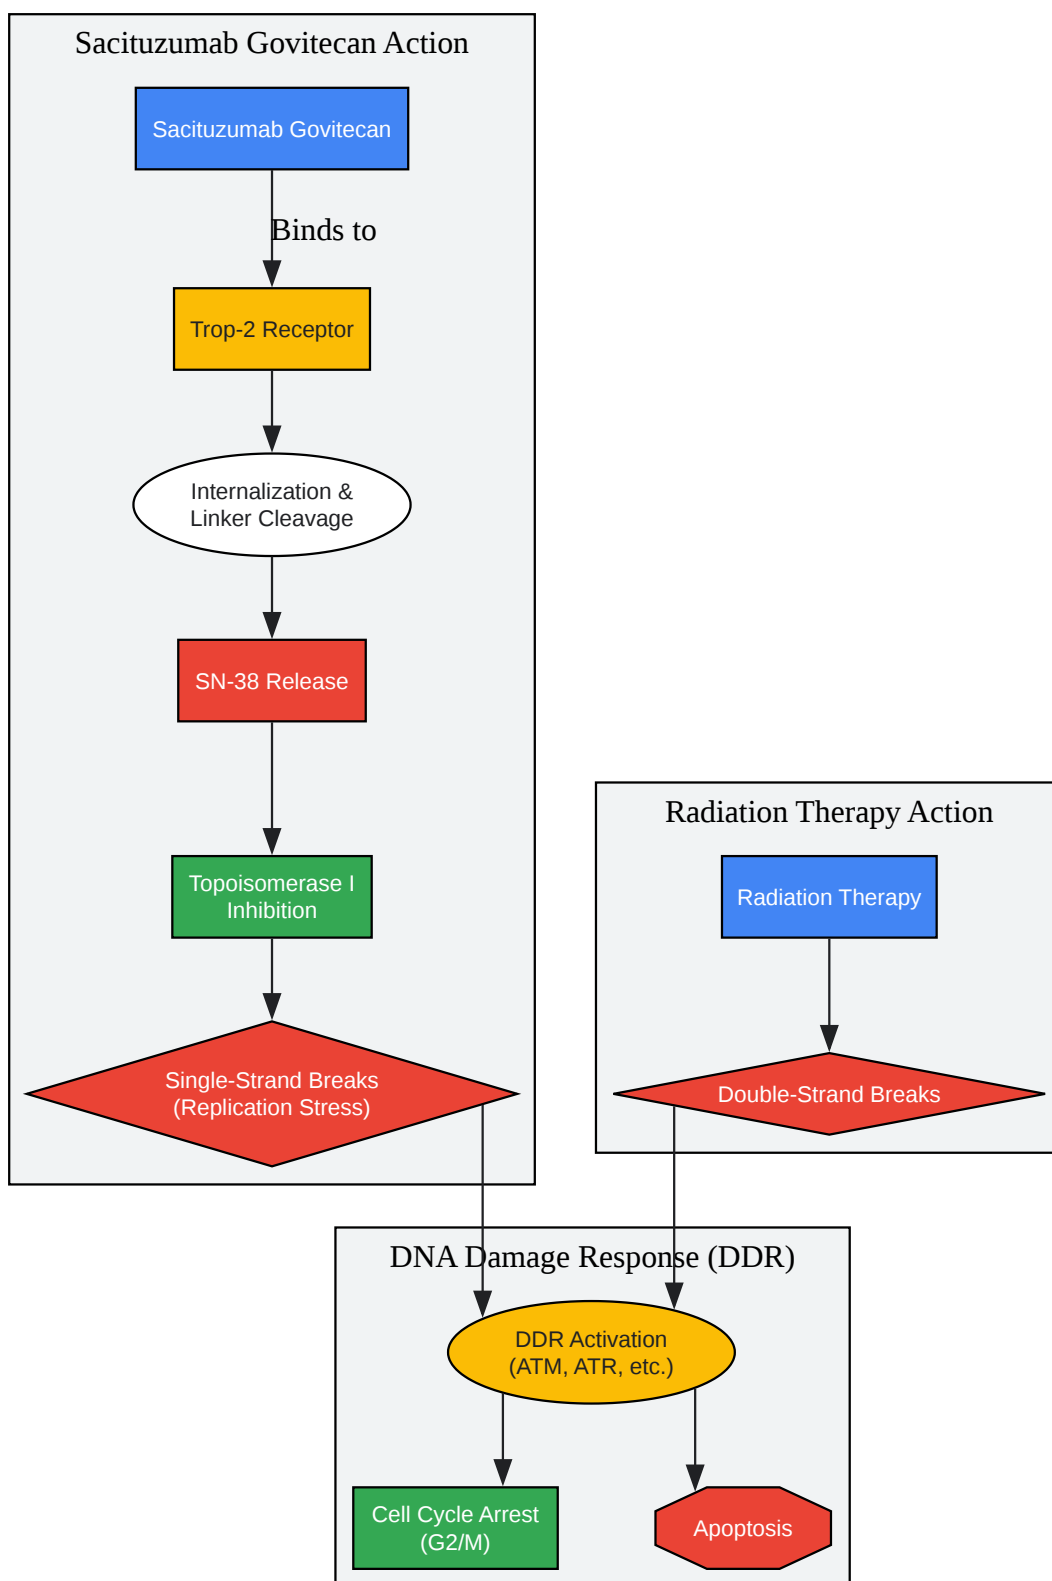 Sacituzumab Govitecan Action
Sacituzumab Govitecan
Binds to
Trop-2 Receptor
Internalization &
Linker Cleavage
SN-38 Release
Topoisomerase I
Inhibition
Single-Strand Breaks
(Replication Stress)
Radiation Therapy Action
Radiation Therapy
Double-Strand Breaks
DNA Damage Response (DDR)
DDR Activation
(ATM, ATR, etc.)
Cell Cycle Arrest
(G2/M)
Apoptosis